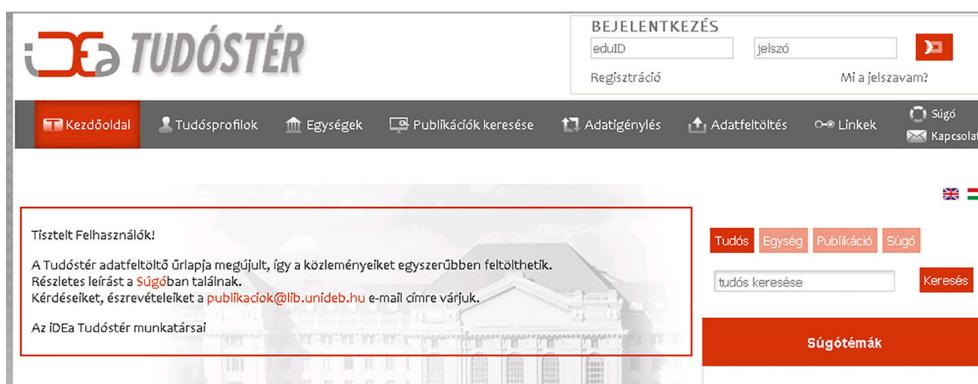 iDEa TUDÓSTÉR
BEJELENTKEZÉS
eduID
jelszó
Regisztráció
Mi a jelszavam?
Kezdőoldal
Tudósprofilok
Egységek
Publikációk keresése
Adatigénylés
Adatfeltöltés
Linkek
Súgó
Kapcsolat
Tisztelt Felhasználók!
A Tudóstér adatfeltöltő űrlapja megújult, így a közleményeiket egyszerűbben feltölthetik.
Részletes leírást a Súgóban találnak.
Kérdéseiket, észrevételeiket a publikaciok@lib.unideb.hu e-mail címre várjuk.
Az iDEa Tudóstér munkatársai
Tudós
Egység
Publikáció
Súgó
tudós keresése
Keresés
Súgótémák